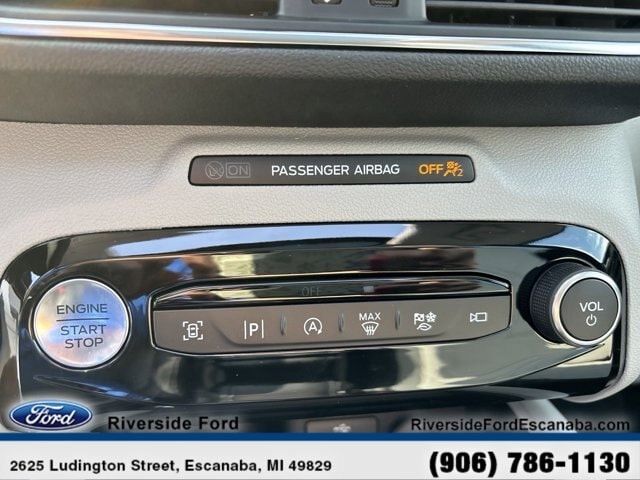 ON PASSENGER AIRBAG OFF 2
OFF
ENGINE
START
STOP
P
A
MAX
VOL
Ford Riverside Ford
RiversideFordEscanaba.com
2625 Ludington Street, Escanaba, MI 49829
(906) 786-1130